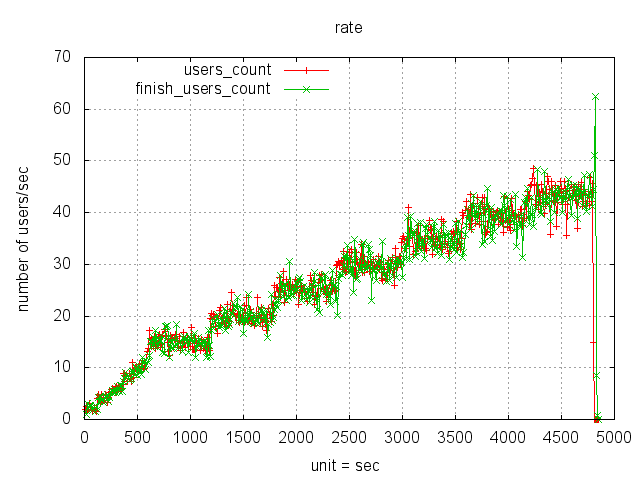 rate
users_count
finish_users_count
number of users/sec
70
60
50
40
30
20
10
0
0 500 1000 1500 2000 2500 3000 3500 4000 4500 5000
unit = sec